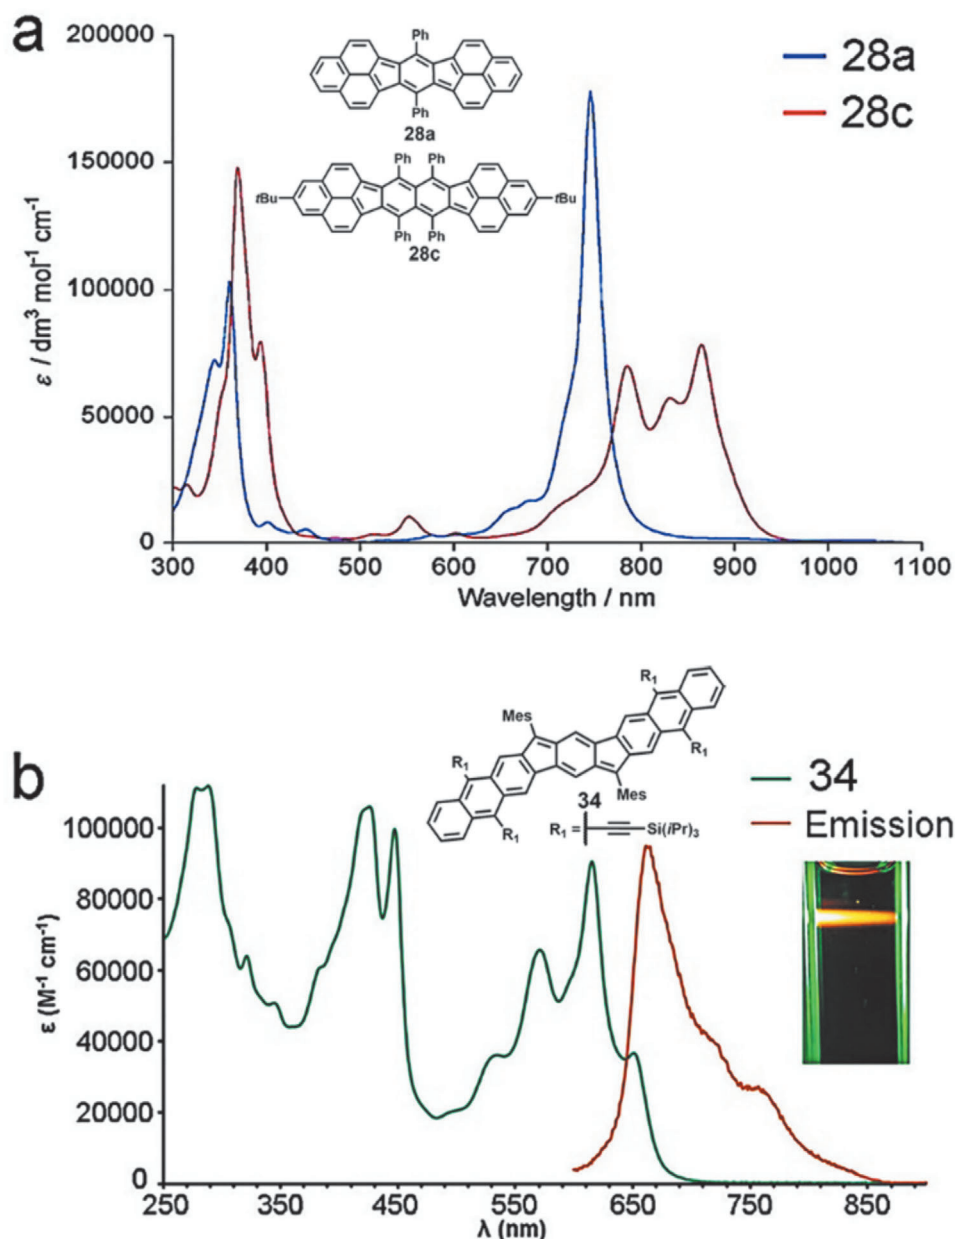 a
200000
150000
100000
50000
0
ε / dm³ mol⁻¹ cm⁻¹
300 400 500 600 700 800 900 1000 1100
Wavelength / nm
28a
28c
Ph
Ph
28a
Ph Ph
tBu tBu
Ph Ph
28c
b
100000
80000
60000
40000
20000
0
ε (M⁻¹ cm⁻¹)
250 350 450 550 650 750 850
λ (nm)
34
Emission
R₁
Mes
R₁
R₁
Mes
R₁
34
R₁ = Si(iPr)₃